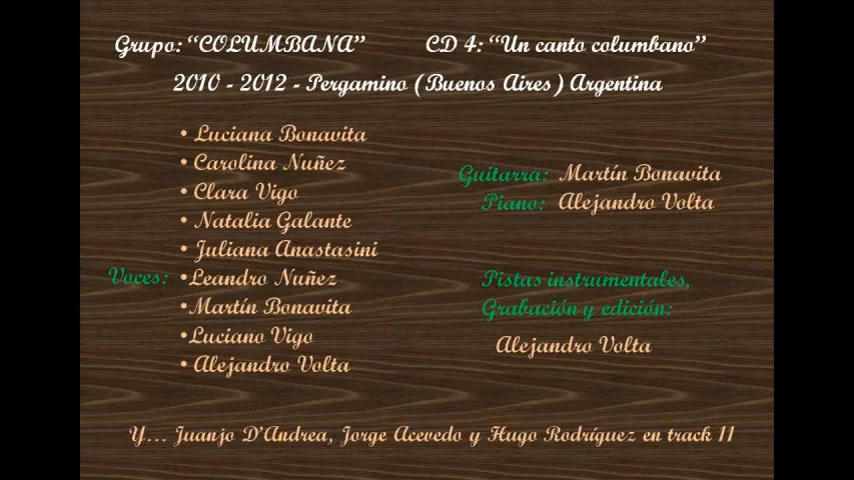 Grupo: “COLUMBANA” CD 4: “Un canto columbano”
2010 - 2012 - Pergamino (Buenos Aires) Argentina
• Luciana Bonavita
• Carolina Nuñez
• Clara Vigo
• Natalia Galante
• Juliana Anastasini
Voces: •Leandro Nuñez
•Martín Bonavita
•Luciano Vigo
• Alejandro Volta
Guitarra: Martín Bonavita
Piano: Alejandro Volta
Pistas instrumentales,
Grabación y edición:
Alejandro Volta
Y... Juanjo D'Andrea, Jorge Acevedo y Hugo Rodríguez en track 11